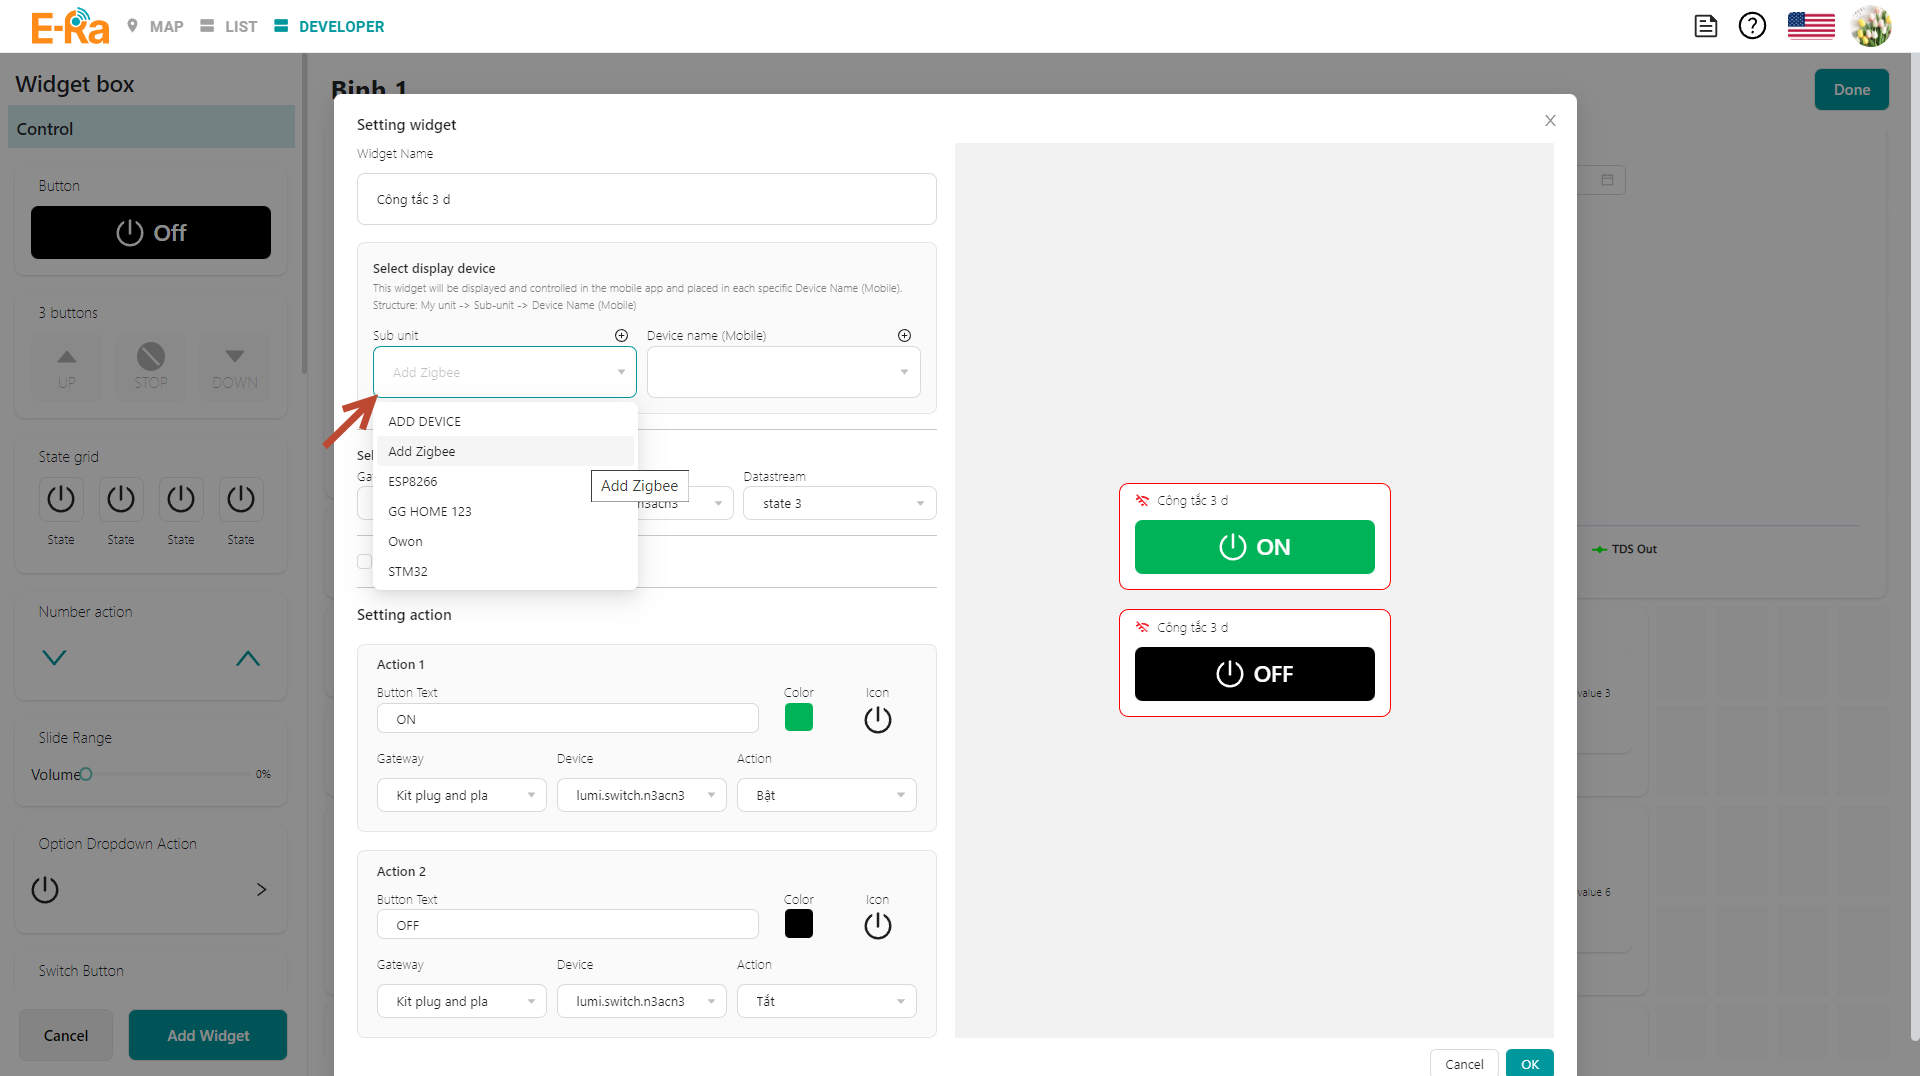 E-Ra
MAP
LIST
DEVELOPER
Widget box
Control
Button
Off
3 buttons
UP
STOP
DOWN
State grid
State
State
State
State
Number action
Slide Range
Volume
0%
Option Dropdown Action
Switch Button
Cancel
Add Widget
Binh 1
Done
Setting widget
Widget Name
Công tắc 3 d
Select display device
This widget will be displayed and controlled in the mobile app and placed in each specific Device Name (Mobile).
Structure: My unit -> Sub-unit -> Device Name (Mobile)
Sub unit
Device name (Mobile)
Add Zigbee
ADD DEVICE
Add Zigbee
ESP8266
GG HOME 123
Owon
STM32
Add Zigbee
Datastream
state 3
Setting action
Action 1
Button Text
Color
Icon
ON
Gateway
Device
Action
Kit plug and pla
lumi.switch.n3acn3
Bật
Action 2
Button Text
Color
Icon
OFF
Gateway
Device
Action
Kit plug and pla
lumi.switch.n3acn3
Tắt
Công tắc 3 d
ON
Công tắc 3 d
OFF
Cancel
OK
TDS Out
value 3
value 6